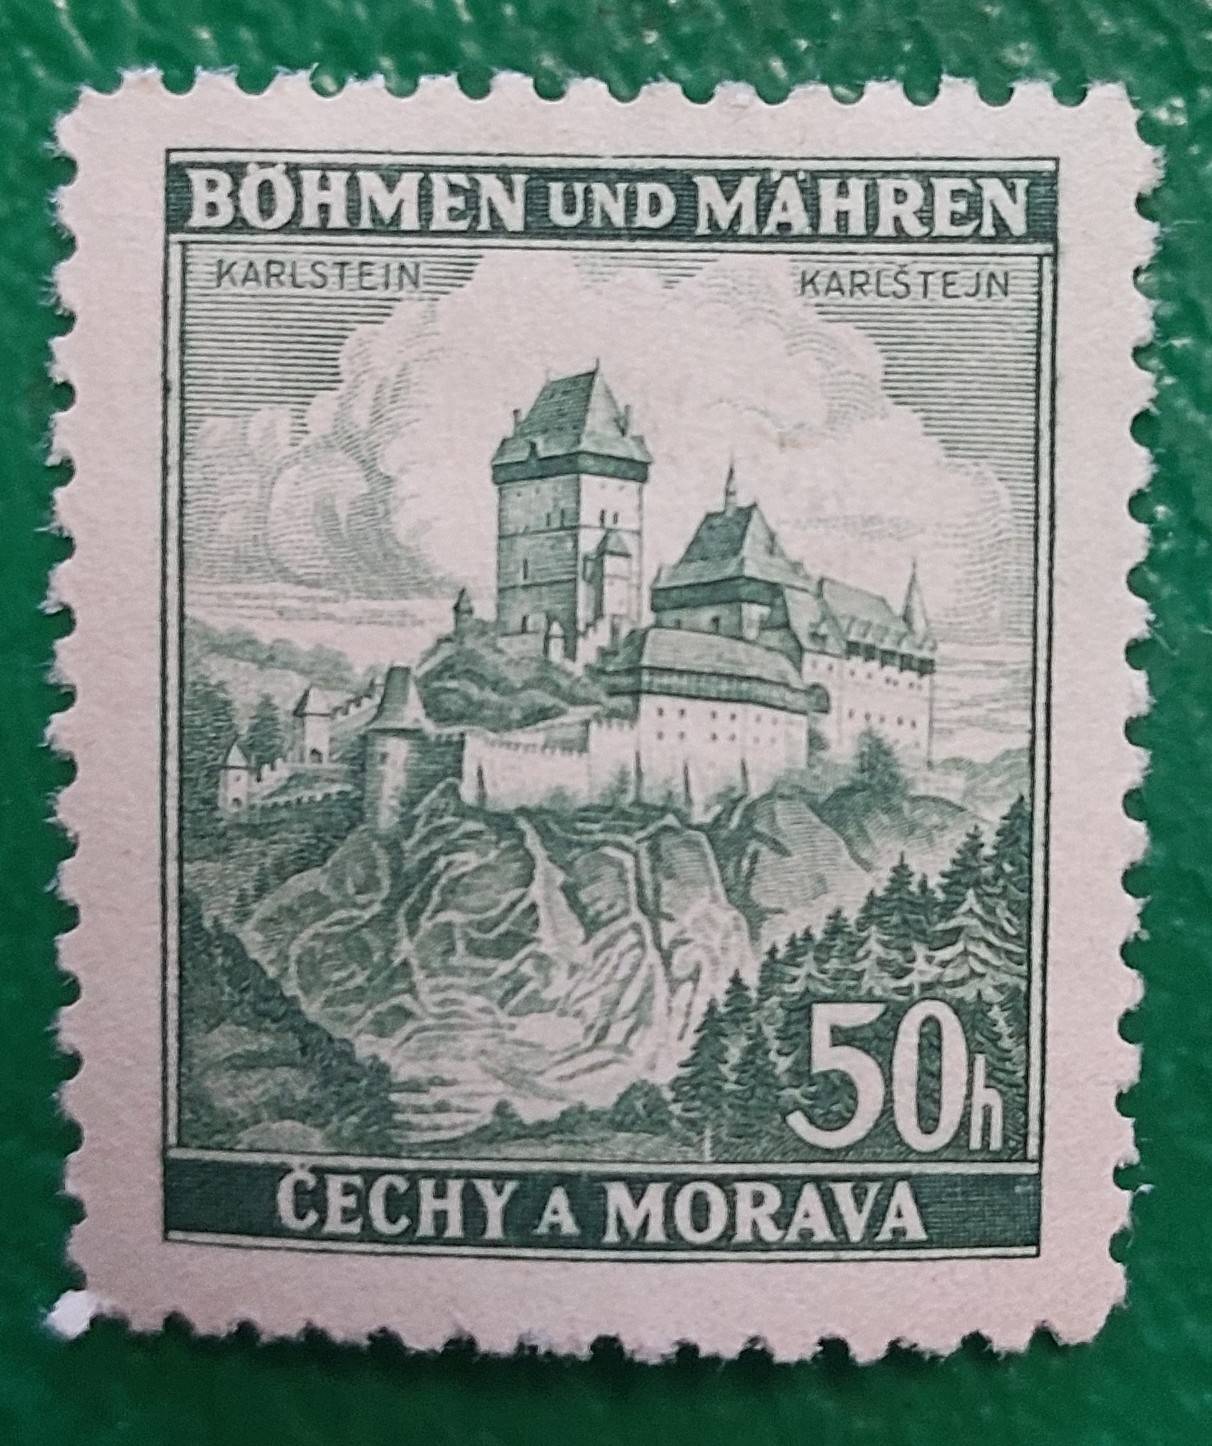 BÖHMEN UND MÄHREN
KARLSTEIN KARLŠTEJN
50h
ČECHY A MORAVA